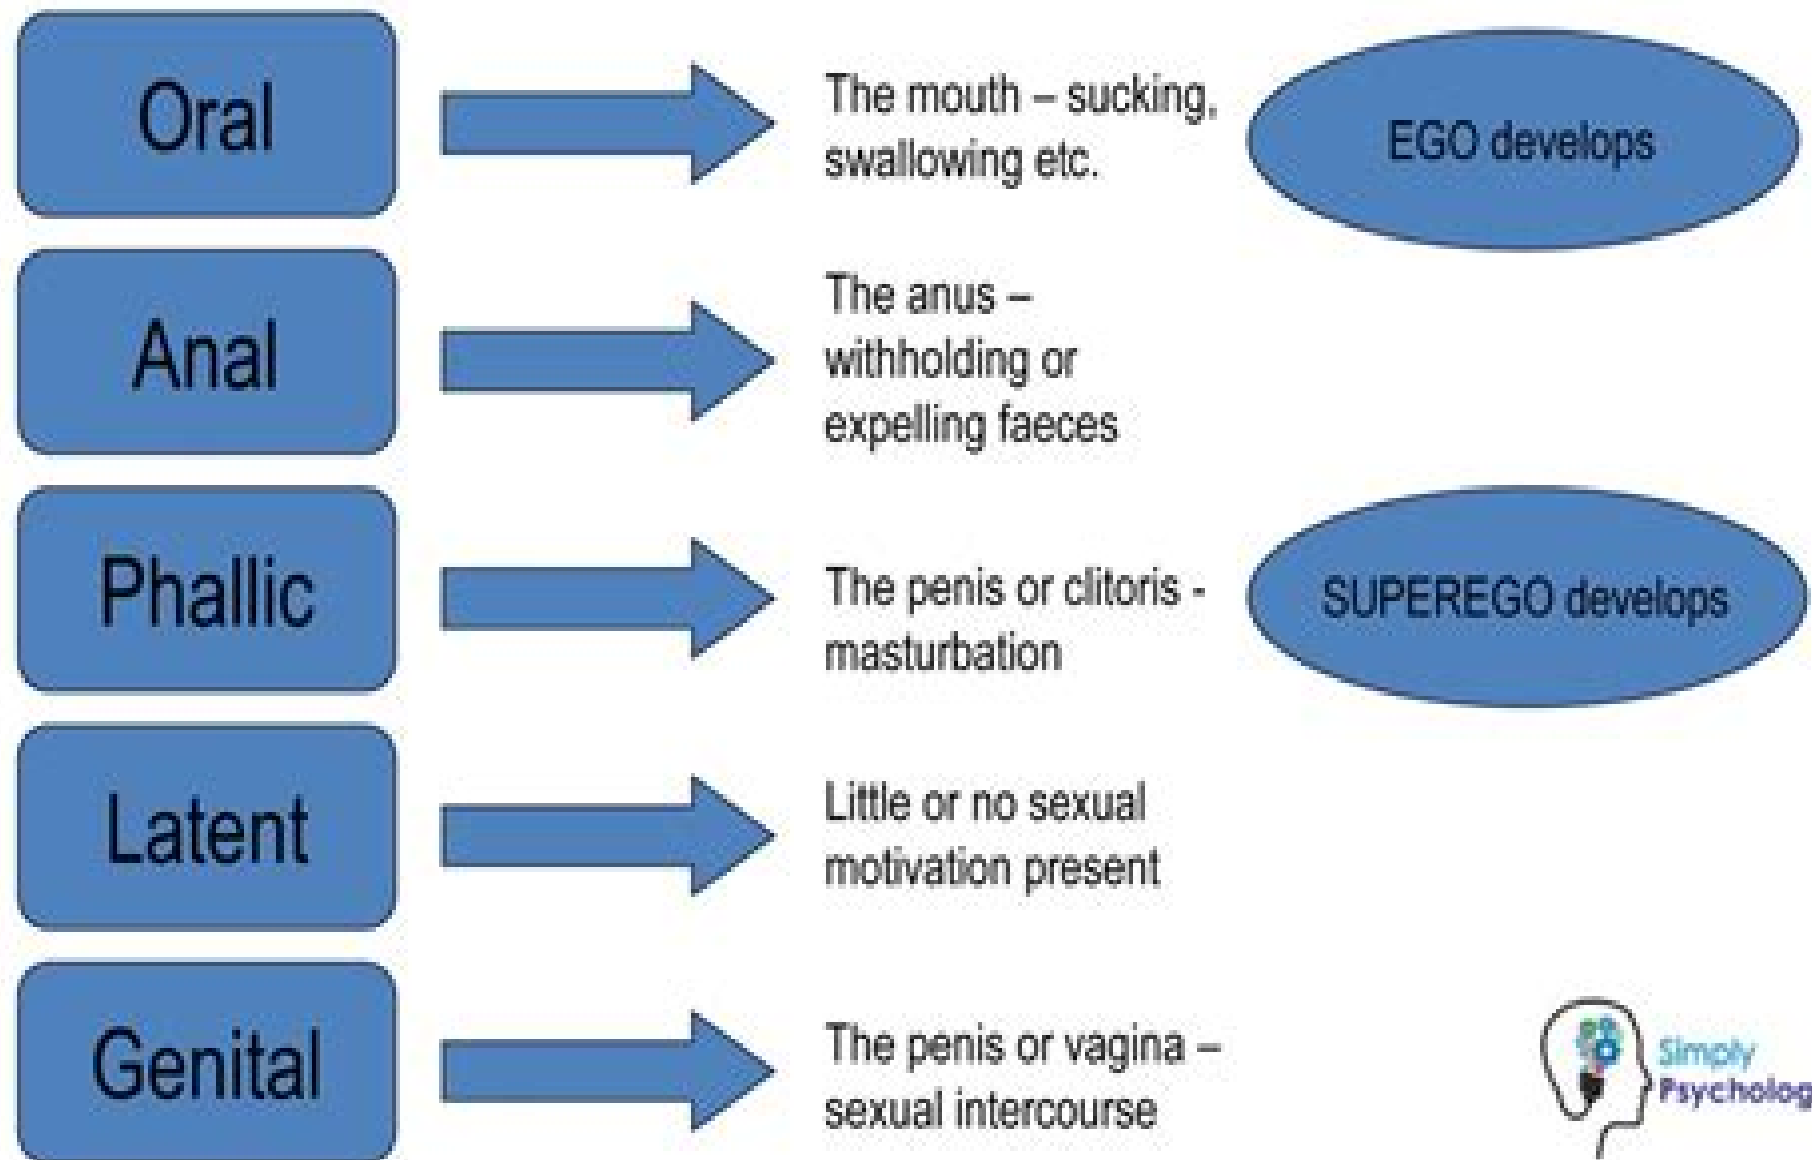 Oral
The mouth – sucking,
swallowing etc.
EGO develops
Anal
The anus –
withholding or
expelling faeces
Phallic
The penis or clitoris -
masturbation
SUPEREGO develops
Latent
Little or no sexual
motivation present
Genital
The penis or vagina –
sexual intercourse
Simply
Psycholog